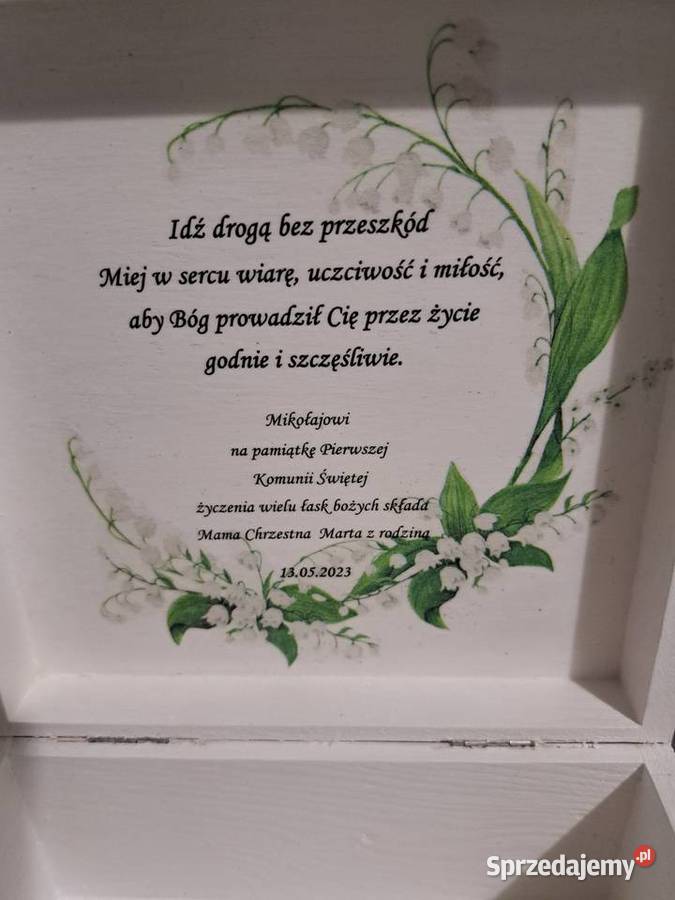 Idź drogą bez przeszkód
Miej w sercu wiarę, uczciwość i miłość,
aby Bóg prowadził Cię przez życie
godnie i szczęśliwie.
Mikołajowi
na pamiątkę Pierwszej
Komunii Świętej
życzenia wielu łask bożych składa
Mama Chrzestna Marta z rodziną
13.05.2023
Sprzedajemy.pl